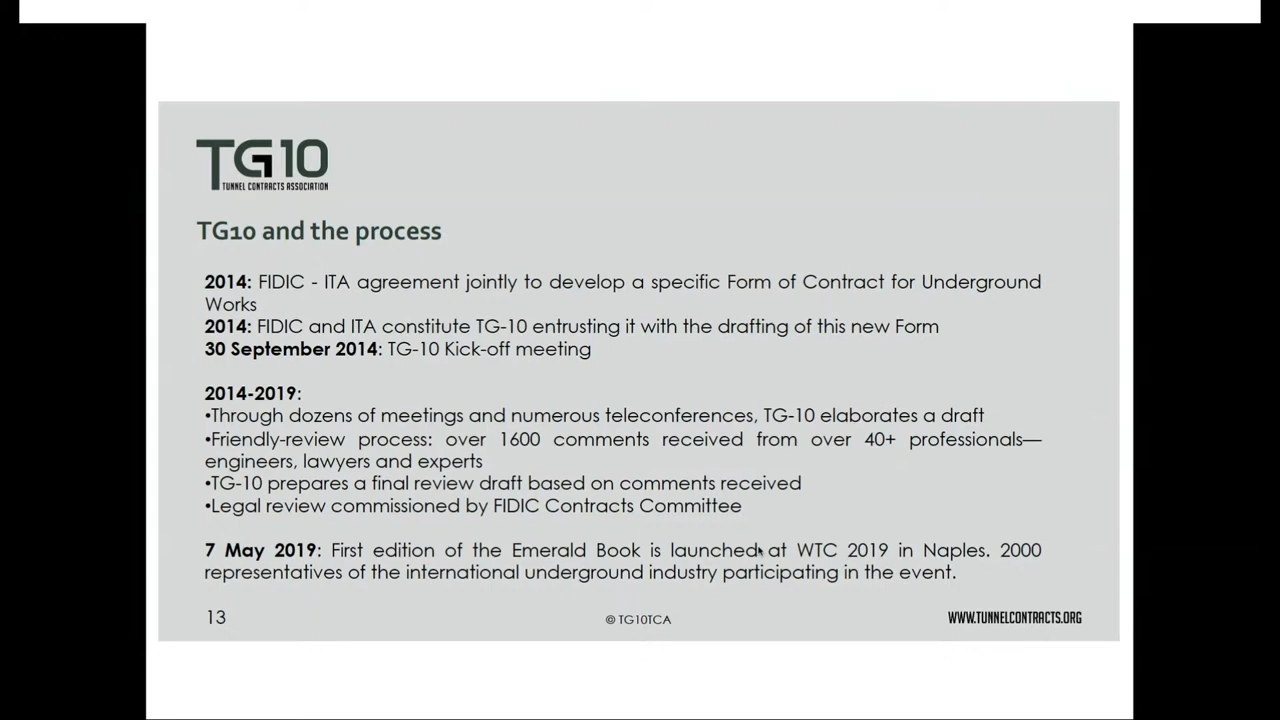 TG10
TUNNEL CONTRACTS ASSOCIATION
TG10 and the process
2014: FIDIC - ITA agreement jointly to develop a specific Form of Contract for Underground
Works
2014: FIDIC and ITA constitute TG-10 entrusting it with the drafting of this new Form
30 September 2014: TG-10 Kick-off meeting
2014-2019:
•Through dozens of meetings and numerous teleconferences, TG-10 elaborates a draft
•Friendly-review process: over 1600 comments received from over 40+ professionals—
engineers, lawyers and experts
•TG-10 prepares a final review draft based on comments received
•Legal review commissioned by FIDIC Contracts Committee
7 May 2019: First edition of the Emerald Book is launched at WTC 2019 in Naples. 2000
representatives of the international underground industry participating in the event.
13
© TG10TCA
WWW.TUNNELCONTRACTS.ORG